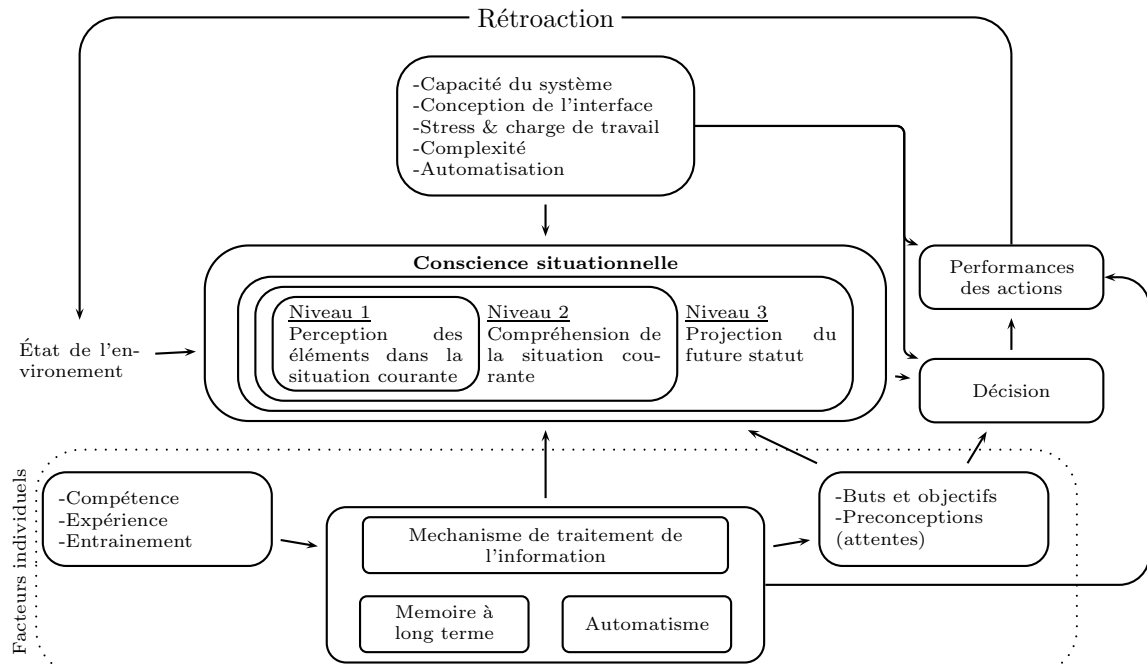 Rétroaction
-Capacité du système
-Conception de l'interface
-Stress & charge de travail
-Complexité
-Automatisation
Conscience situationnelle
Niveau 1
Perception des
éléments dans la
situation courante
Niveau 2
Compréhension de
la situation cou-
rante
Niveau 3
Projection du
future statut
Performances
des actions
État de l'en-
vironement
Décision
Facteurs individuels
-Compétence
-Expérience
-Entrainement
Mechanisme de traitement de
l'information
Memoire à
long terme
Automatisme
-Buts et objectifs
-Preconceptions
(attentes)